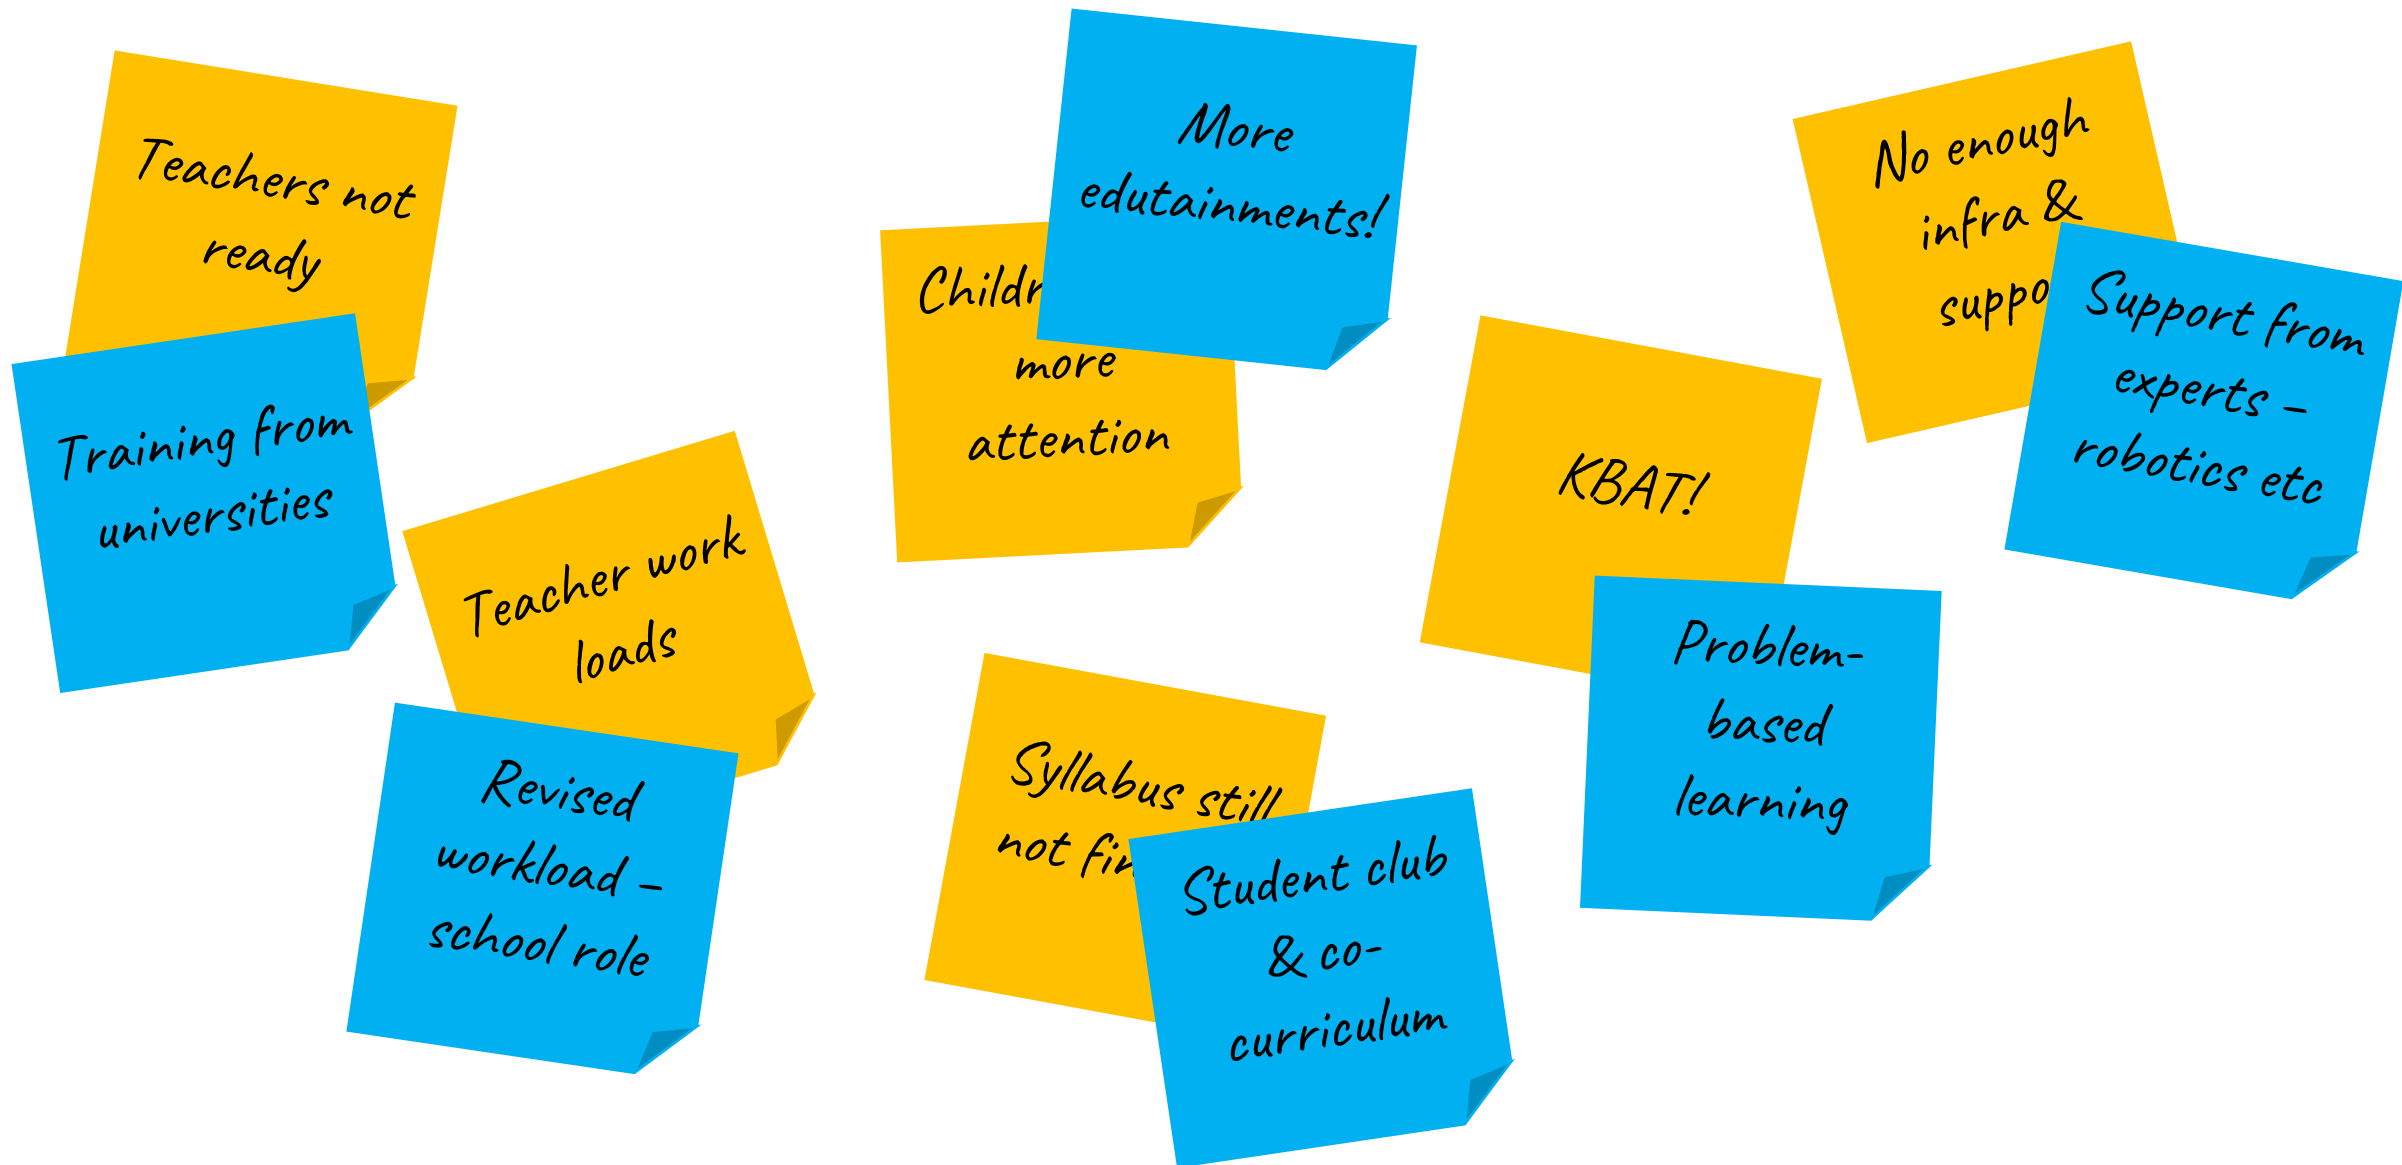 Teachers not
ready
Training from
universities
Teacher work
loads
Revised
workload –
school role
More
edutainments!
more
attention
Syllabus still
not
Student club
& co-
curriculum
KBAT!
Problem-
based
learning
No enough
infra &
Support from
experts –
robotics etc